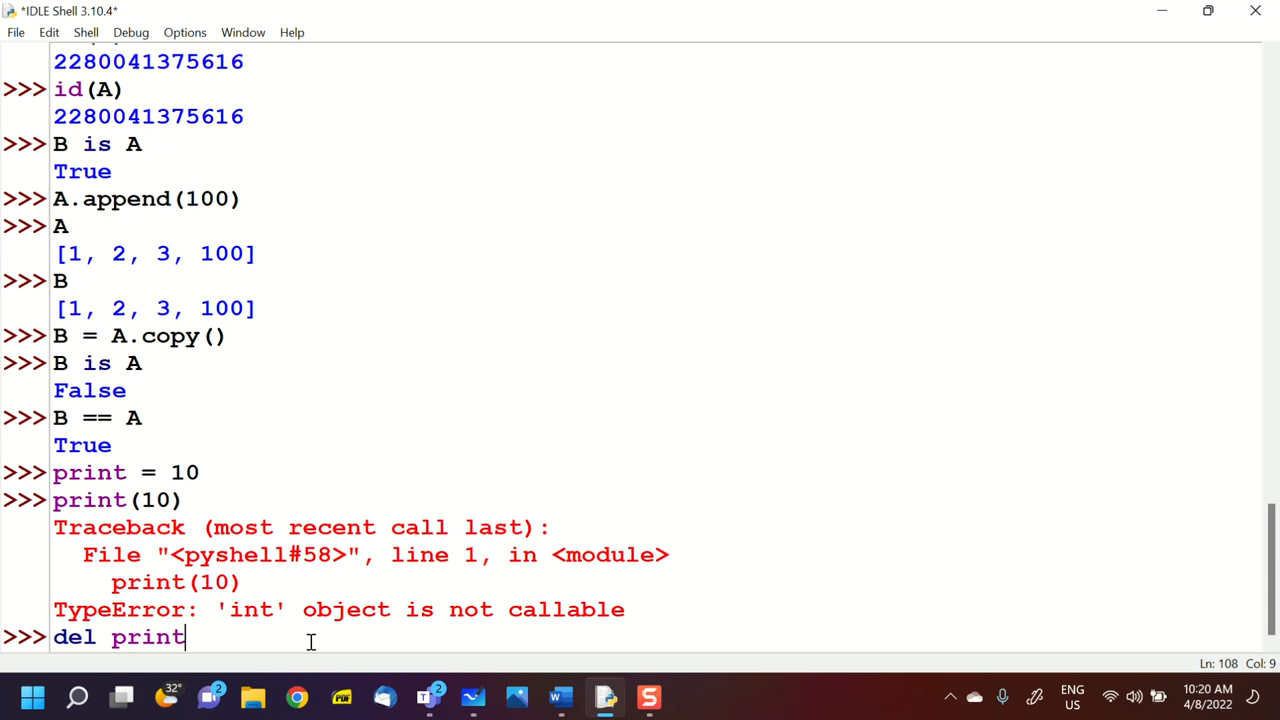 *IDLE Shell 3.10.4*
File Edit Shell Debug Options Window Help
2280041375616
>>> id(A)
2280041375616
>>> B is A
True
>>> A.append(100)
>>> A
[1, 2, 3, 100]
>>> B
[1, 2, 3, 100]
>>> B = A.copy()
>>> B is A
False
>>> B == A
True
>>> print = 10
>>> print(10)
Traceback (most recent call last):
File "<pyshell#58>", line 1, in <module>
print(10)
TypeError: 'int' object is not callable
>>> del print
Ln: 108 Col: 9
32° 2 PDF 2 S ENG 10:20 AM
US 4/8/2022